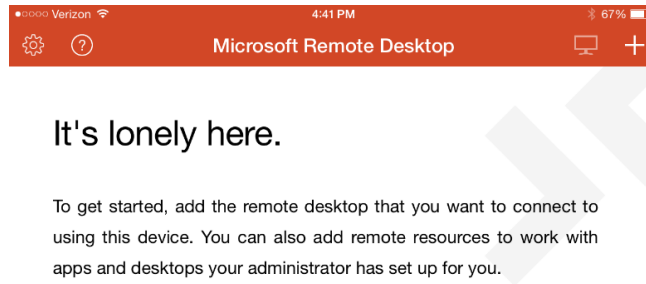 Verizon 4:41 PM 67%
? Microsoft Remote Desktop +
It's lonely here.
To get started, add the remote desktop that you want to connect to
using this device. You can also add remote resources to work with
apps and desktops your administrator has set up for you.